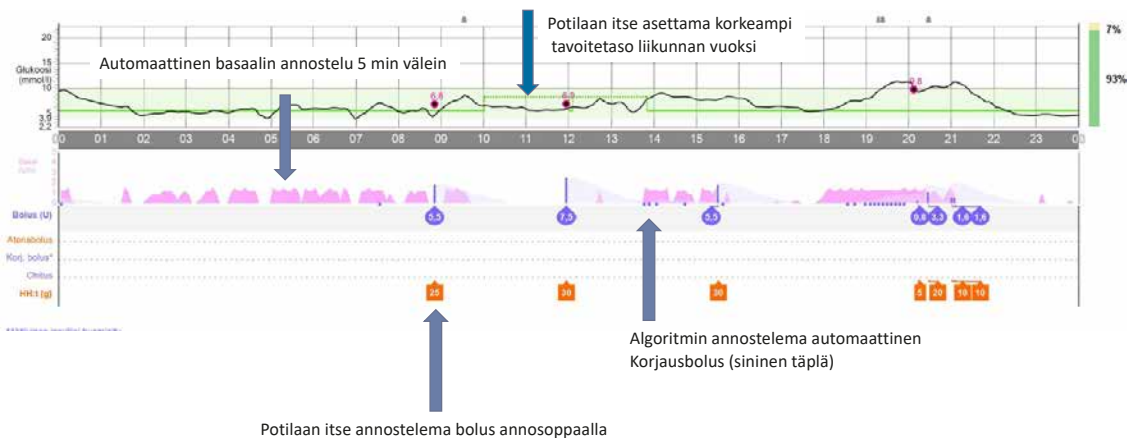 Potilaan itse asettama korkeampi
tavoitetaso liikunnan vuoksi
7%
20
Automaattinen basaalin annostelu 5 min välein
15
Glukoosi
(mmol/l)
10
93%
6,8
9,8
5
3,9
2,2
00 01 02 03 04 05 06 07 08 09 10 11 12 13 14 15 16 17 18 19 20 21 22 23 00
Bolus (U)
5,5 7,5 5,5 0,8 3,3 1,6 1,6
Ateriabolus
Korj. bolus*
Ohitus
HH:t (g)
25 30 30 5 20 10 10
Algoritmin annostelema automaattinen
Korjausbolus (sininen täplä)
Potilaan itse annostelema bolus annosoppaalla